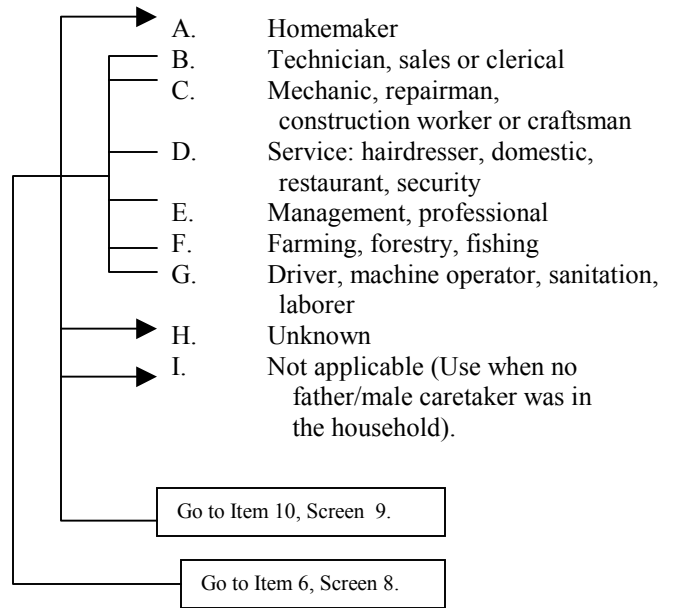 A. Homemaker
B. Technician, sales or clerical
C. Mechanic, repairman,
construction worker or craftsman
D. Service: hairdresser, domestic,
restaurant, security
E. Management, professional
F. Farming, forestry, fishing
G. Driver, machine operator, sanitation,
laborer
H. Unknown
I. Not applicable (Use when no
father/male caretaker was in
the household).
Go to Item 10, Screen 9.
Go to Item 6, Screen 8.